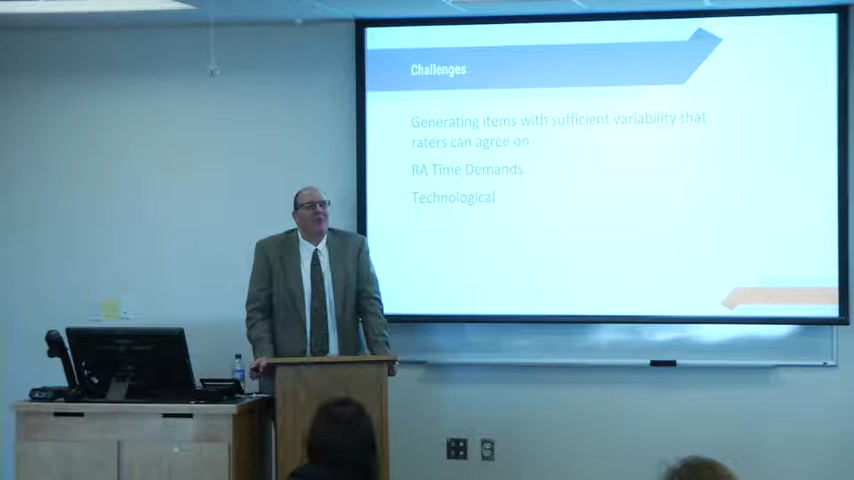 Challenges
Generating items with sufficient variability that
raters can agree on
RA Time Demands
Technological